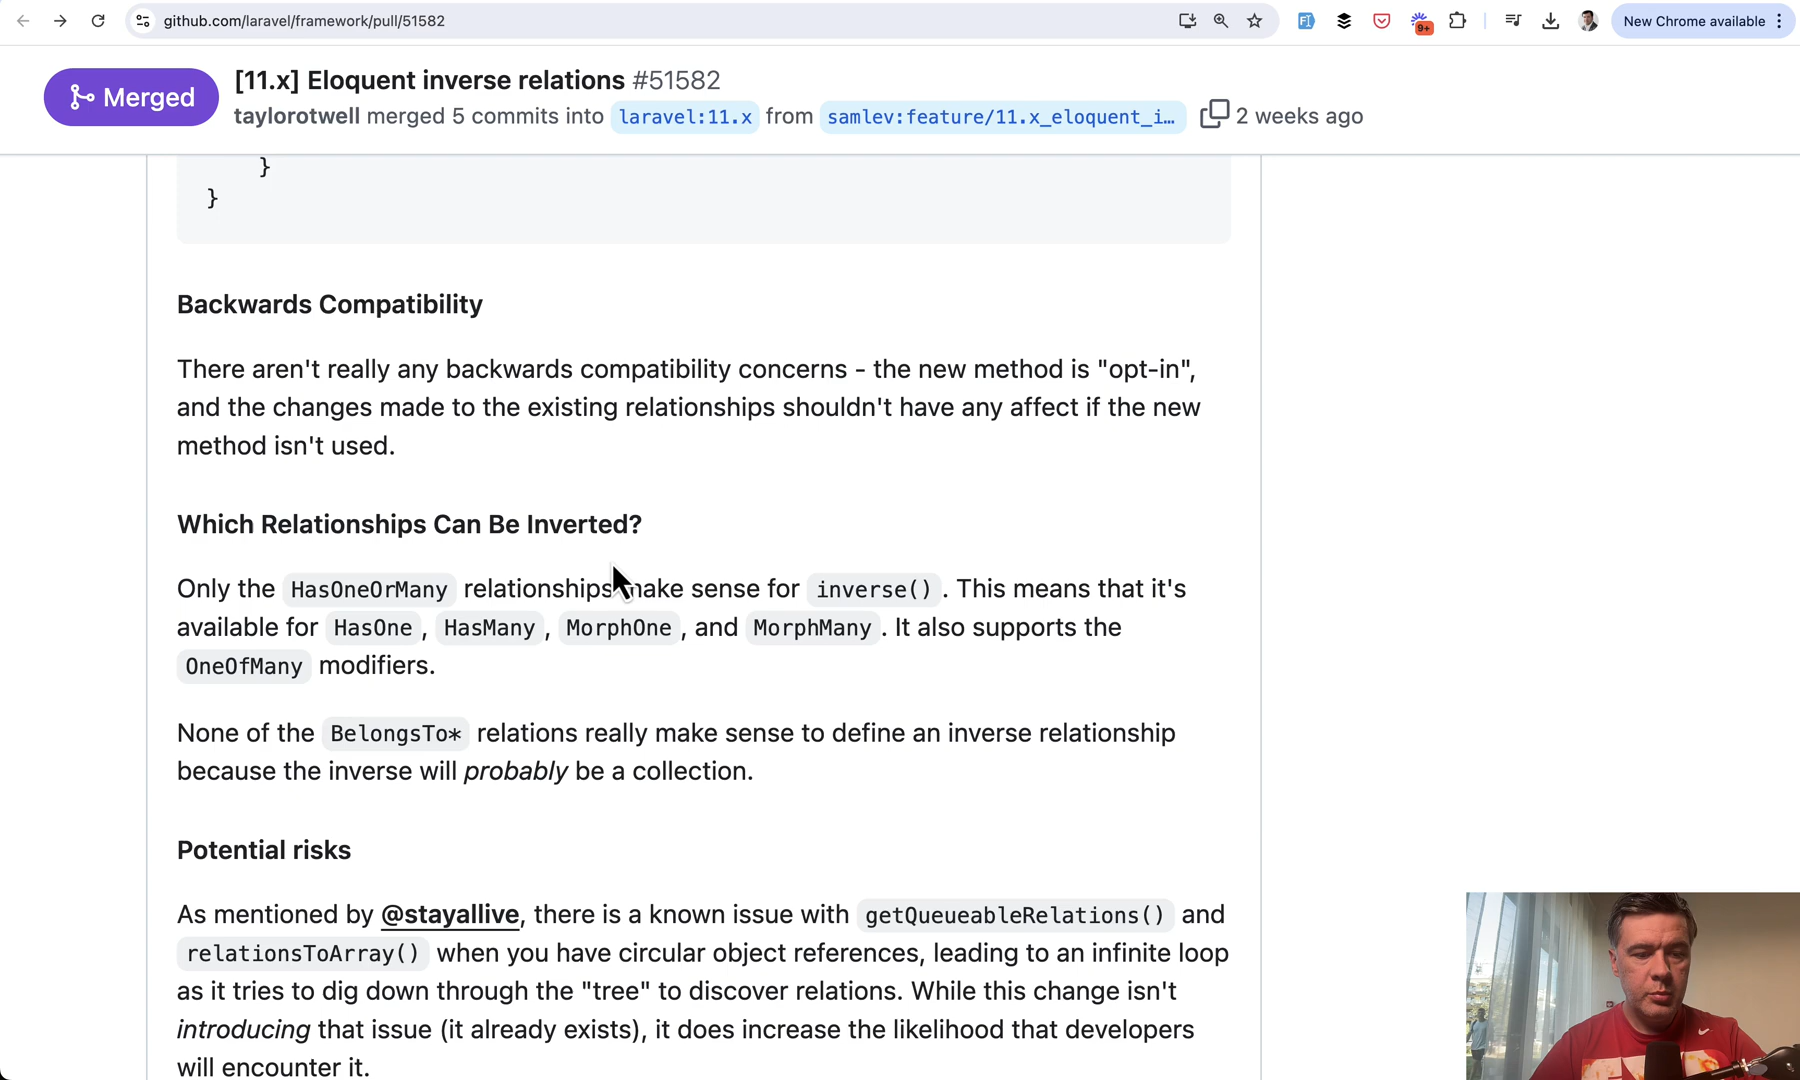 github.com/laravel/framework/pull/51582
9+
New Chrome available
Merged
[11.x] Eloquent inverse relations #51582
taylorotwell merged 5 commits into laravel:11.x from samlev:feature/11.x_eloquent_i… 2 weeks ago
}
}
Backwards Compatibility
There aren't really any backwards compatibility concerns - the new method is "opt-in",
and the changes made to the existing relationships shouldn't have any affect if the new
method isn't used.
Which Relationships Can Be Inverted?
Only the HasOneOrMany relationships make sense for inverse(). This means that it's
available for HasOne, HasMany, MorphOne, and MorphMany. It also supports the
OneOfMany modifiers.
None of the BelongsTo* relations really make sense to define an inverse relationship
because the inverse will probably be a collection.
Potential risks
As mentioned by @stayallive, there is a known issue with getQueueableRelations() and
relationsToArray() when you have circular object references, leading to an infinite loop
as it tries to dig down through the "tree" to discover relations. While this change isn't
introducing that issue (it already exists), it does increase the likelihood that developers
will encounter it.